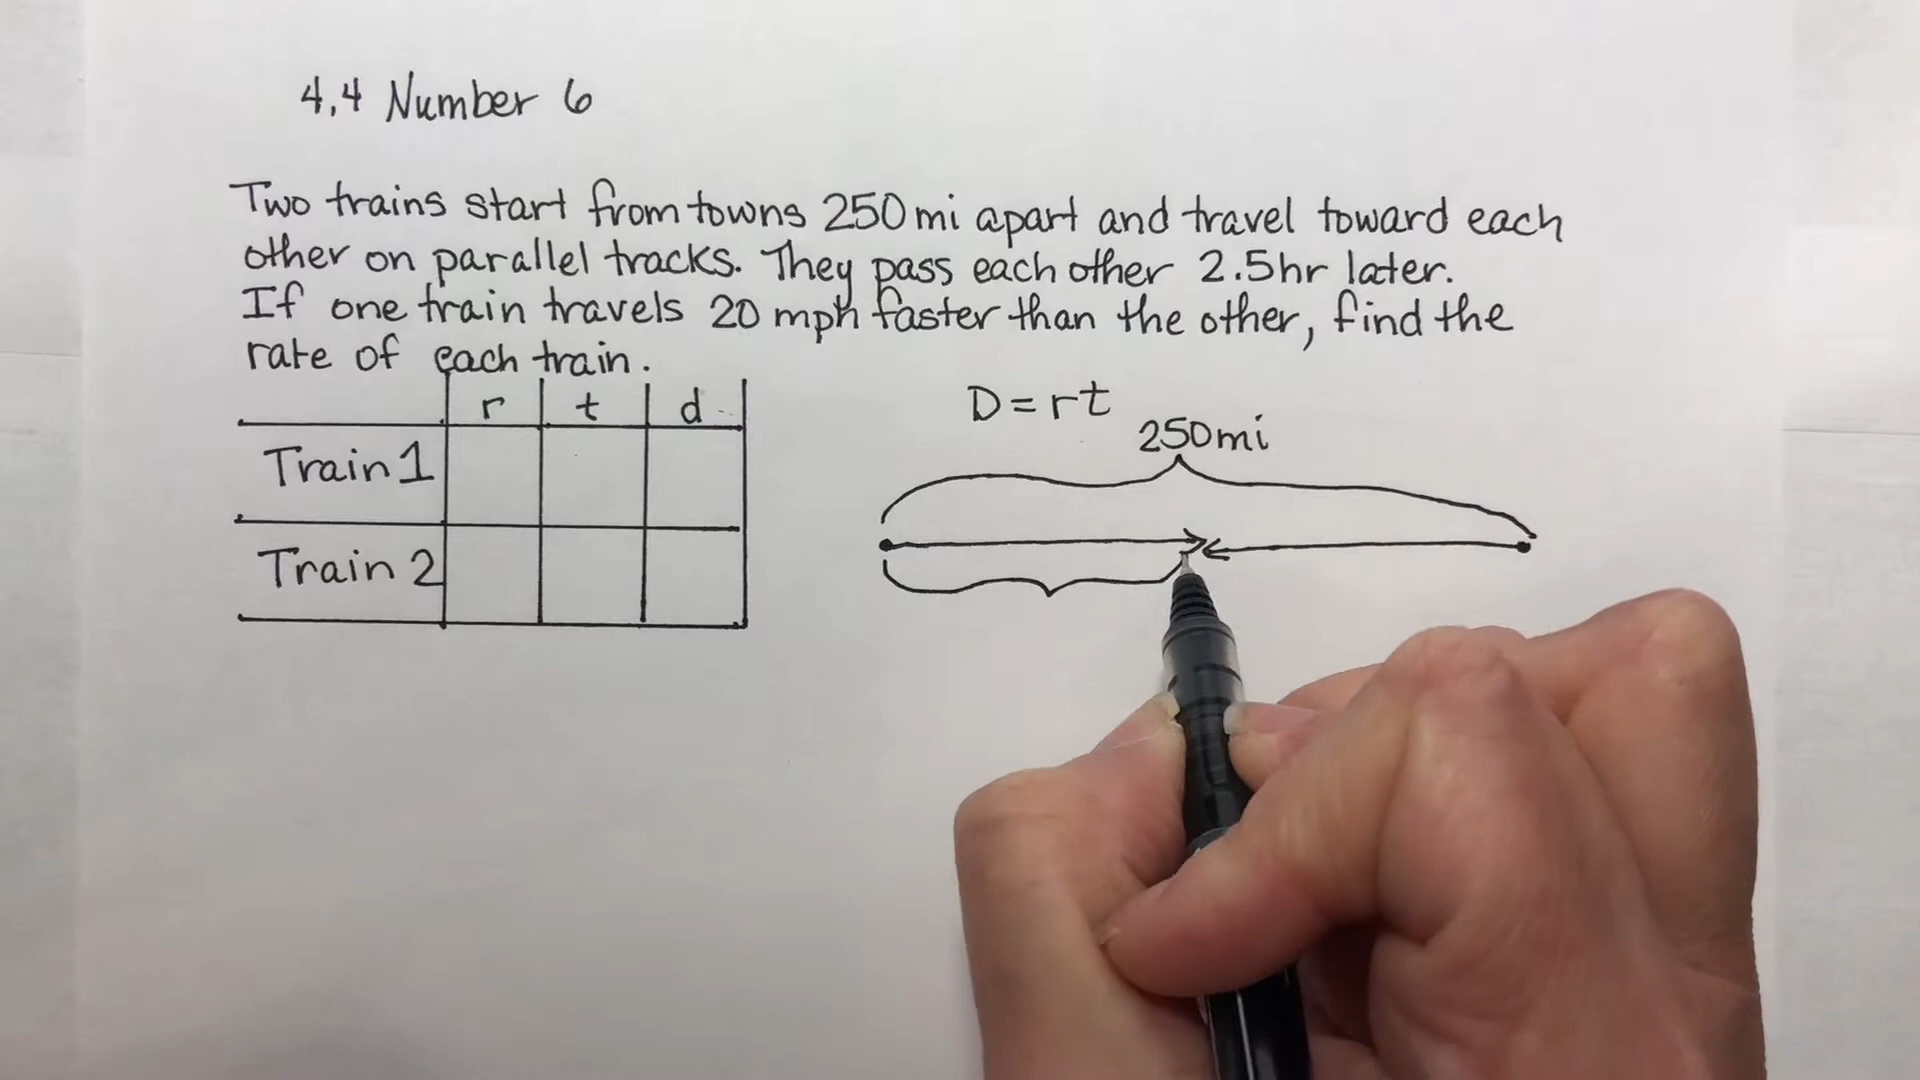 4.4 Number 6
Two trains start from towns 250 mi apart and travel toward each
other on parallel tracks. They pass each other 2.5hr later.
If one train travels 20 mph faster than the other, find the
rate of each train.
r t d
Train 1
Train 2
D = rt
250 mi